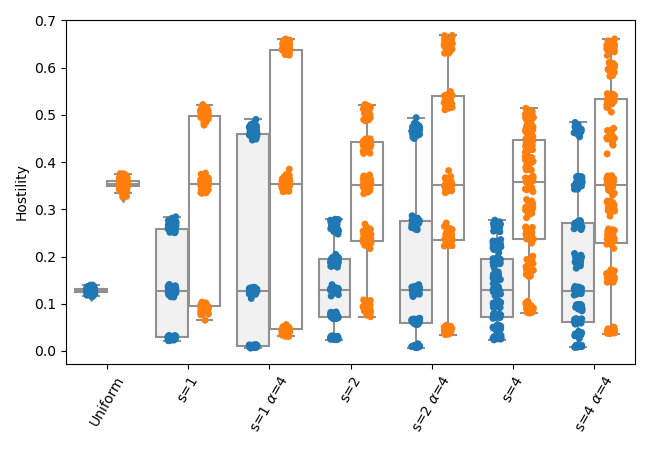 0.7
0.6
0.5
0.4
0.3
0.2
0.1
0.0
Hostility
Uniform
s=1
s=1 α=4
s=2
s=2 α=4
s=4
s=4 α=4